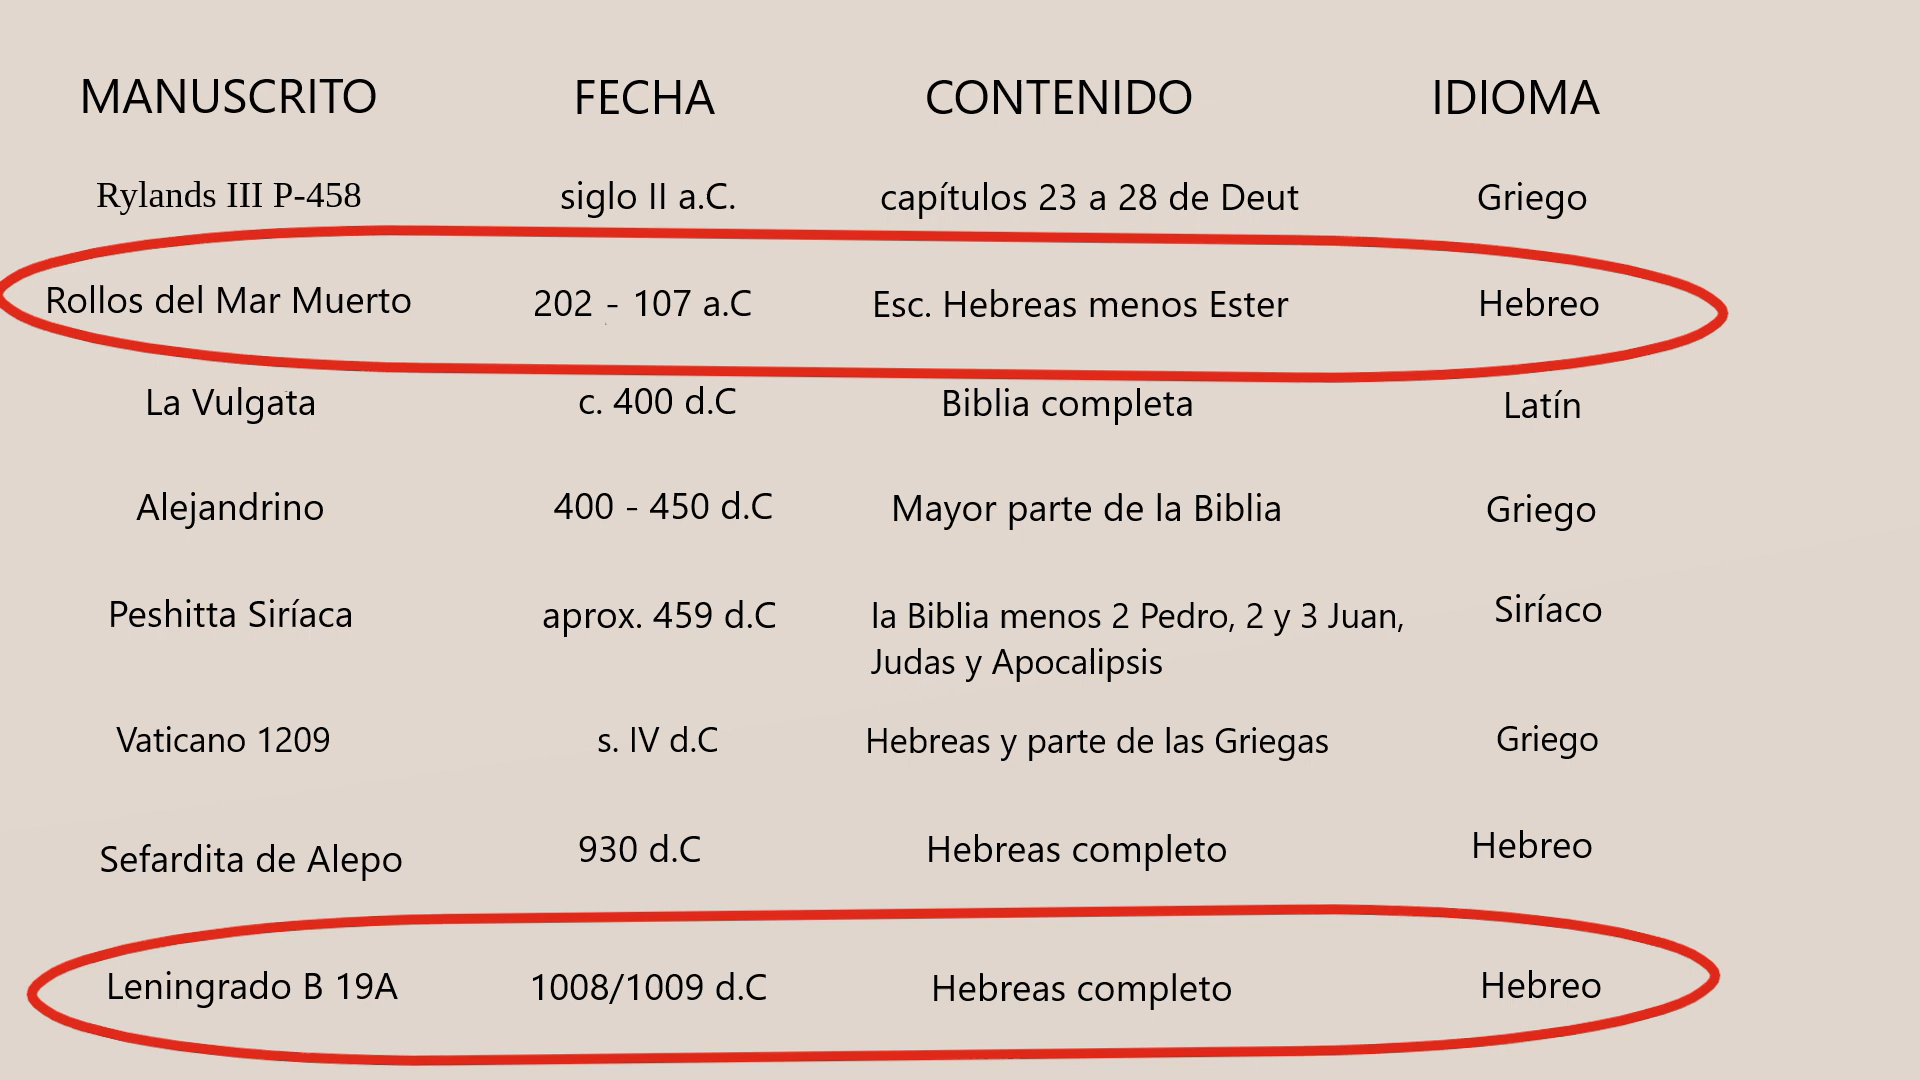 MANUSCRITO FECHA CONTENIDO IDIOMA
Rylands III P-458 siglo II a.C. capítulos 23 a 28 de Deut Griego
Rollos del Mar Muerto 202 - 107 a.C Esc. Hebreas menos Ester Hebreo
La Vulgata c. 400 d.C Biblia completa Latín
Alejandrino 400 - 450 d.C Mayor parte de la Biblia Griego
Peshitta Siríaca aprox. 459 d.C la Biblia menos 2 Pedro, 2 y 3 Juan, Siríaco
Judas y Apocalipsis
Vaticano 1209 s. IV d.C Hebreas y parte de las Griegas Griego
Sefardita de Alepo 930 d.C Hebreas completo Hebreo
Leningrado B 19A 1008/1009 d.C Hebreas completo Hebreo